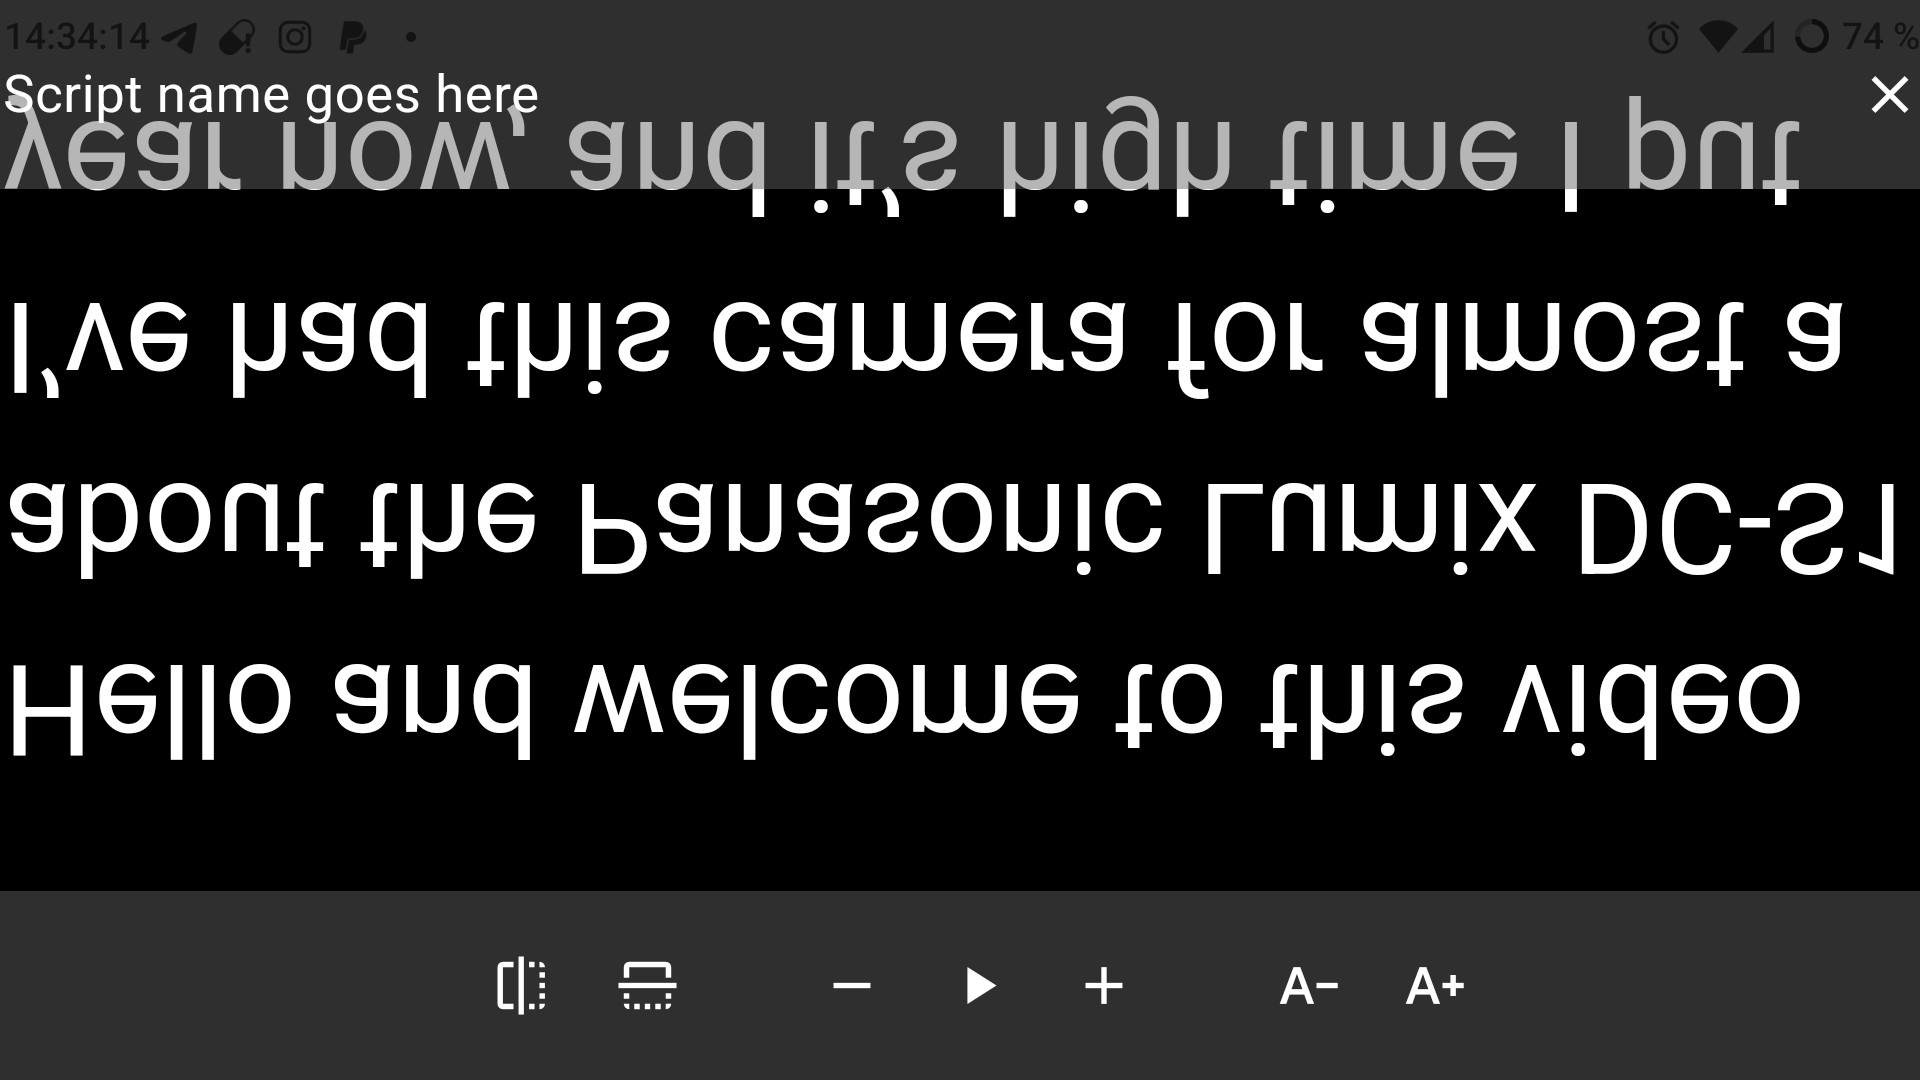 14:34:14
74 %
Script name goes here
Hello and welcome to this video
about the Panasonic Lumix DC-S1
I've had this camera for almost a
year now, and it's high time I put
A- A+